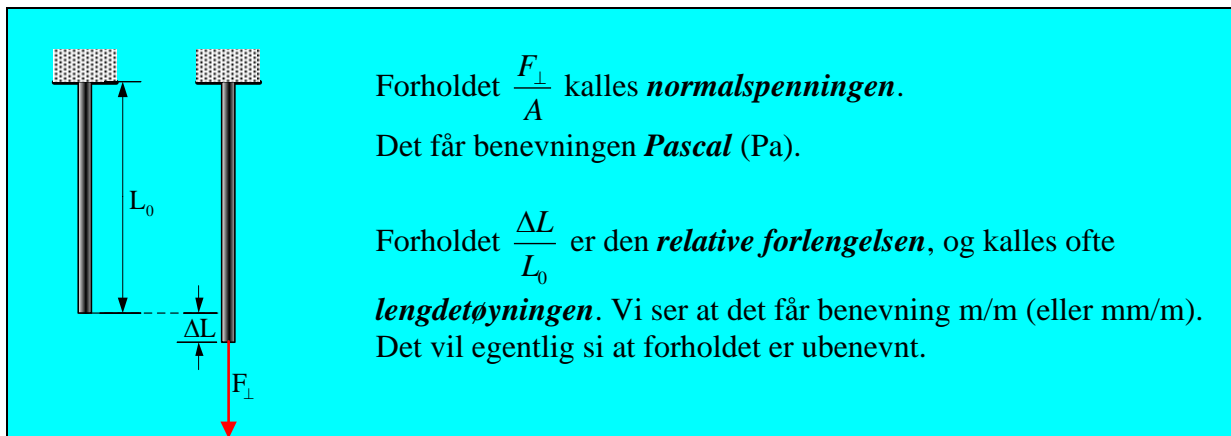 Forholdet F⊥/A kalles normalspenningen.
Det får benevningen Pascal (Pa).
Forholdet ΔL/L₀ er den relative forlengelsen, og kalles ofte
lengdetøyningen. Vi ser at det får benevning m/m (eller mm/m).
Det vil egentlig si at forholdet er ubenevnt.
L₀
ΔL
F⊥